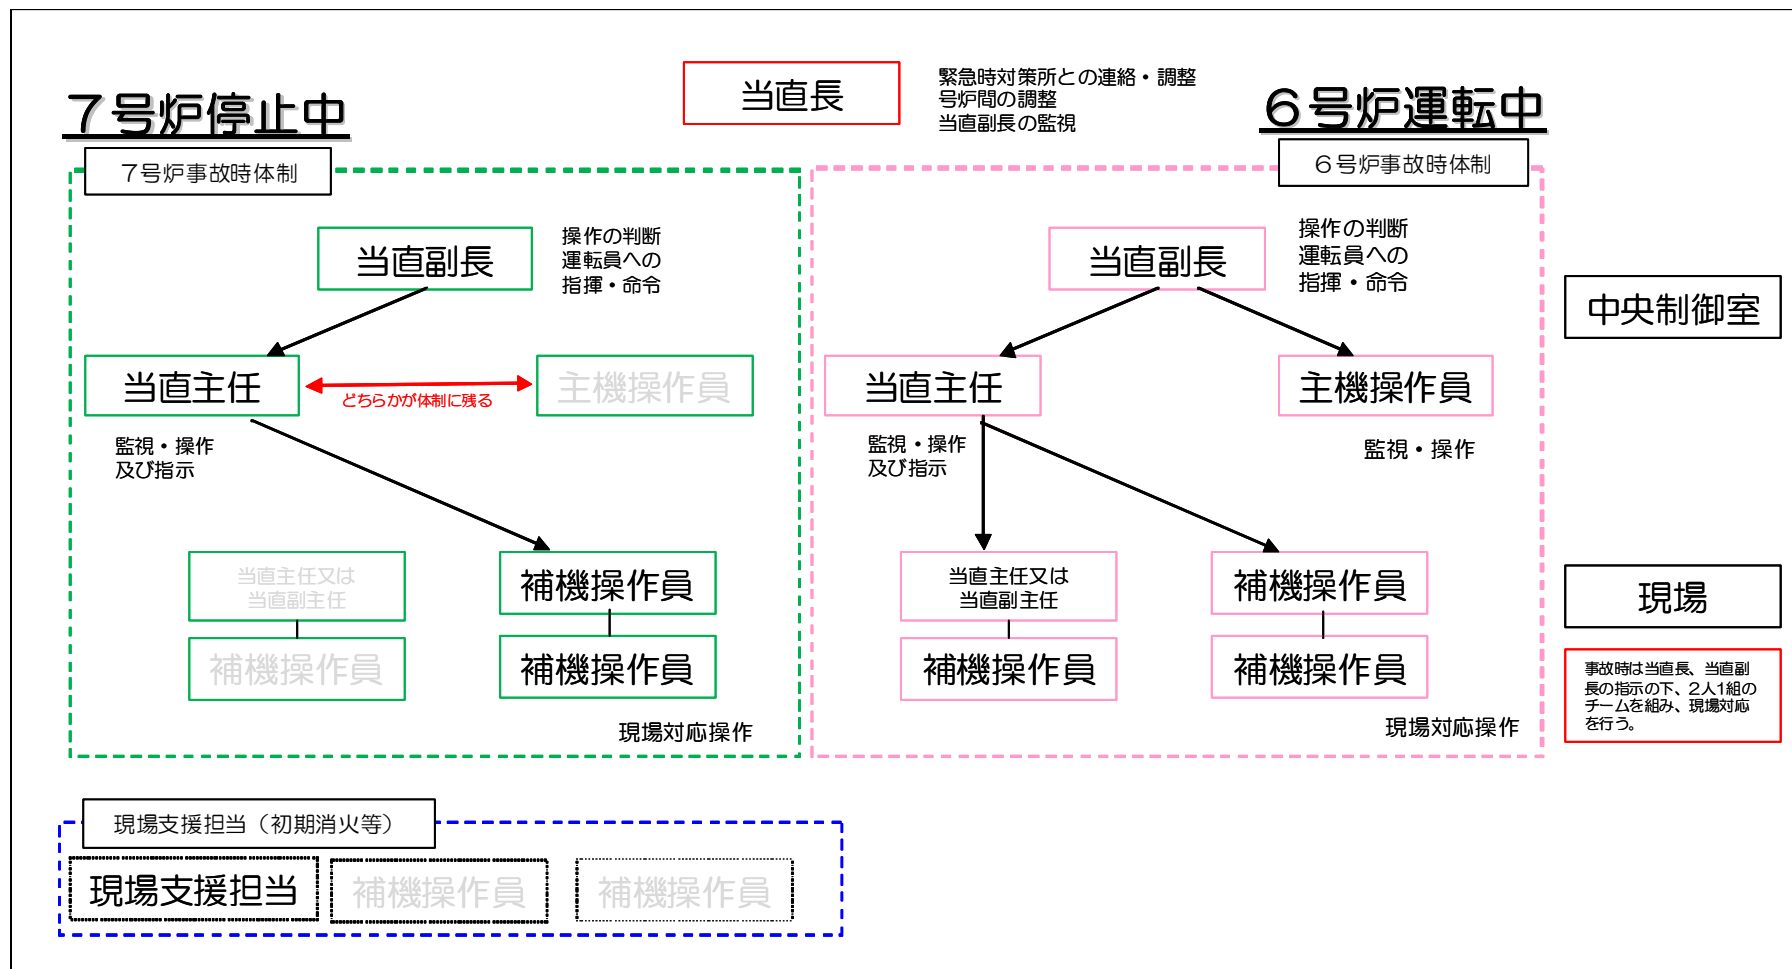 当直長
緊急時対策所との連絡・調整
号炉間の調整
当直副長の監視
７号炉停止中
６号炉運転中
７号炉事故時体制
当直副長
操作の判断
運転員への
指揮・命令
当直主任
どちらかが体制に残る
主機操作員
監視・操作
及び指示
当直主任又は
当直副主任
補機操作員
補機操作員
補機操作員
現場対応操作
６号炉事故時体制
当直副長
操作の判断
運転員への
指揮・命令
当直主任
主機操作員
監視・操作
及び指示
監視・操作
当直主任又は
当直副主任
補機操作員
補機操作員
補機操作員
現場対応操作
中央制御室
現場
事故時は当直長、当直副
長の指示の下、２人1組の
チームを組み、現場対応
を行う。
現場支援担当（初期消火等）
現場支援担当
補機操作員
補機操作員